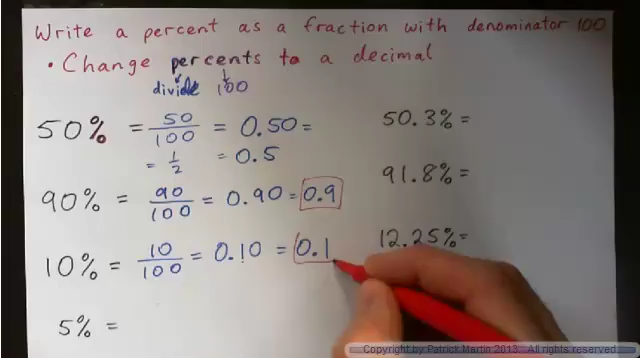 Write a percent as a fraction with denominator 100
• Change percents to a decimal
divide 1/100
50% = 50/100 = 0.50 =
= 1/2 = 0.5
90% = 90/100 = 0.90 = 0.9
10% = 10/100 = 0.10 = 0.1
5% =
50.3% =
91.8% =
12.25% =
Copyright by Patrick Martin 2013. All rights reserved